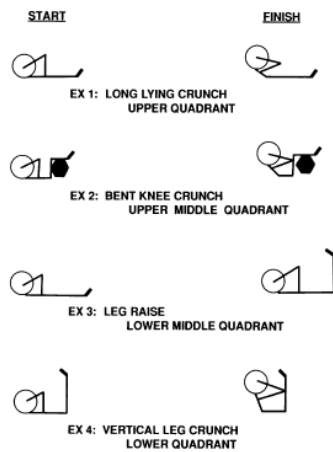 START
FINISH
EX 1: LONG LYING CRUNCH
UPPER QUADRANT
EX 2: BENT KNEE CRUNCH
UPPER MIDDLE QUADRANT
EX 3: LEG RAISE
LOWER MIDDLE QUADRANT
EX 4: VERTICAL LEG CRUNCH
LOWER QUADRANT